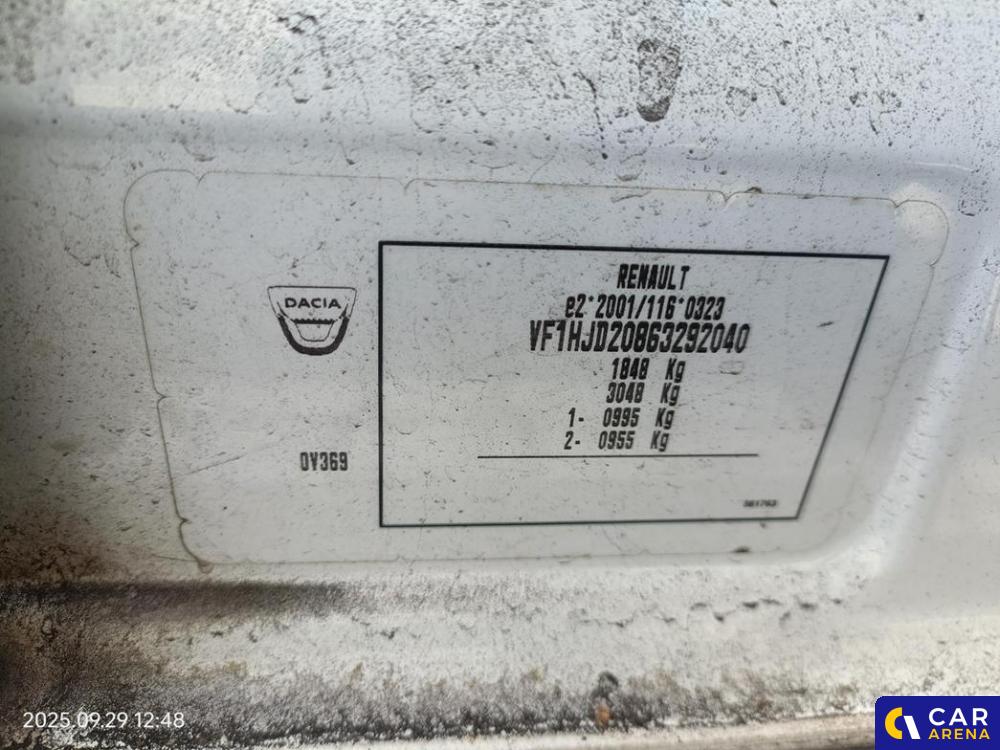 DACIA
RENAULT
e2*2001/116*0323
VF1HJD20863292040
1848 Kg
3048 Kg
1- 0995 Kg
2- 0955 Kg
0V369
2025.09.29 12:48
CAR
ARENA